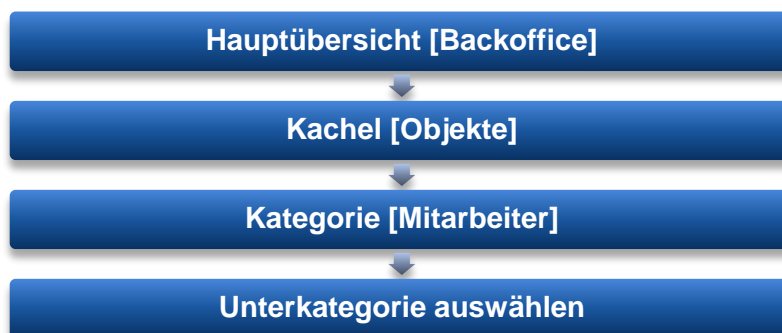 Hauptübersicht [Backoffice]
Kachel [Objekte]
Kategorie [Mitarbeiter]
Unterkategorie auswählen